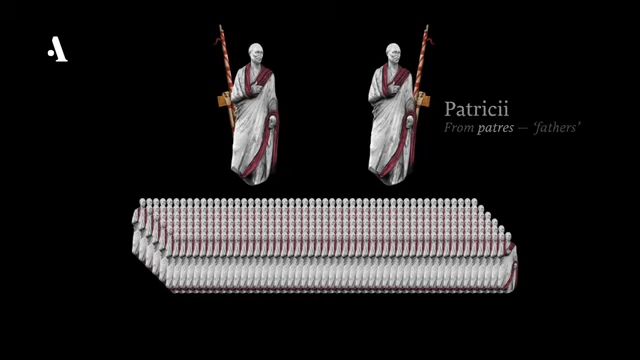 Patricii
From patres — ‘fathers’